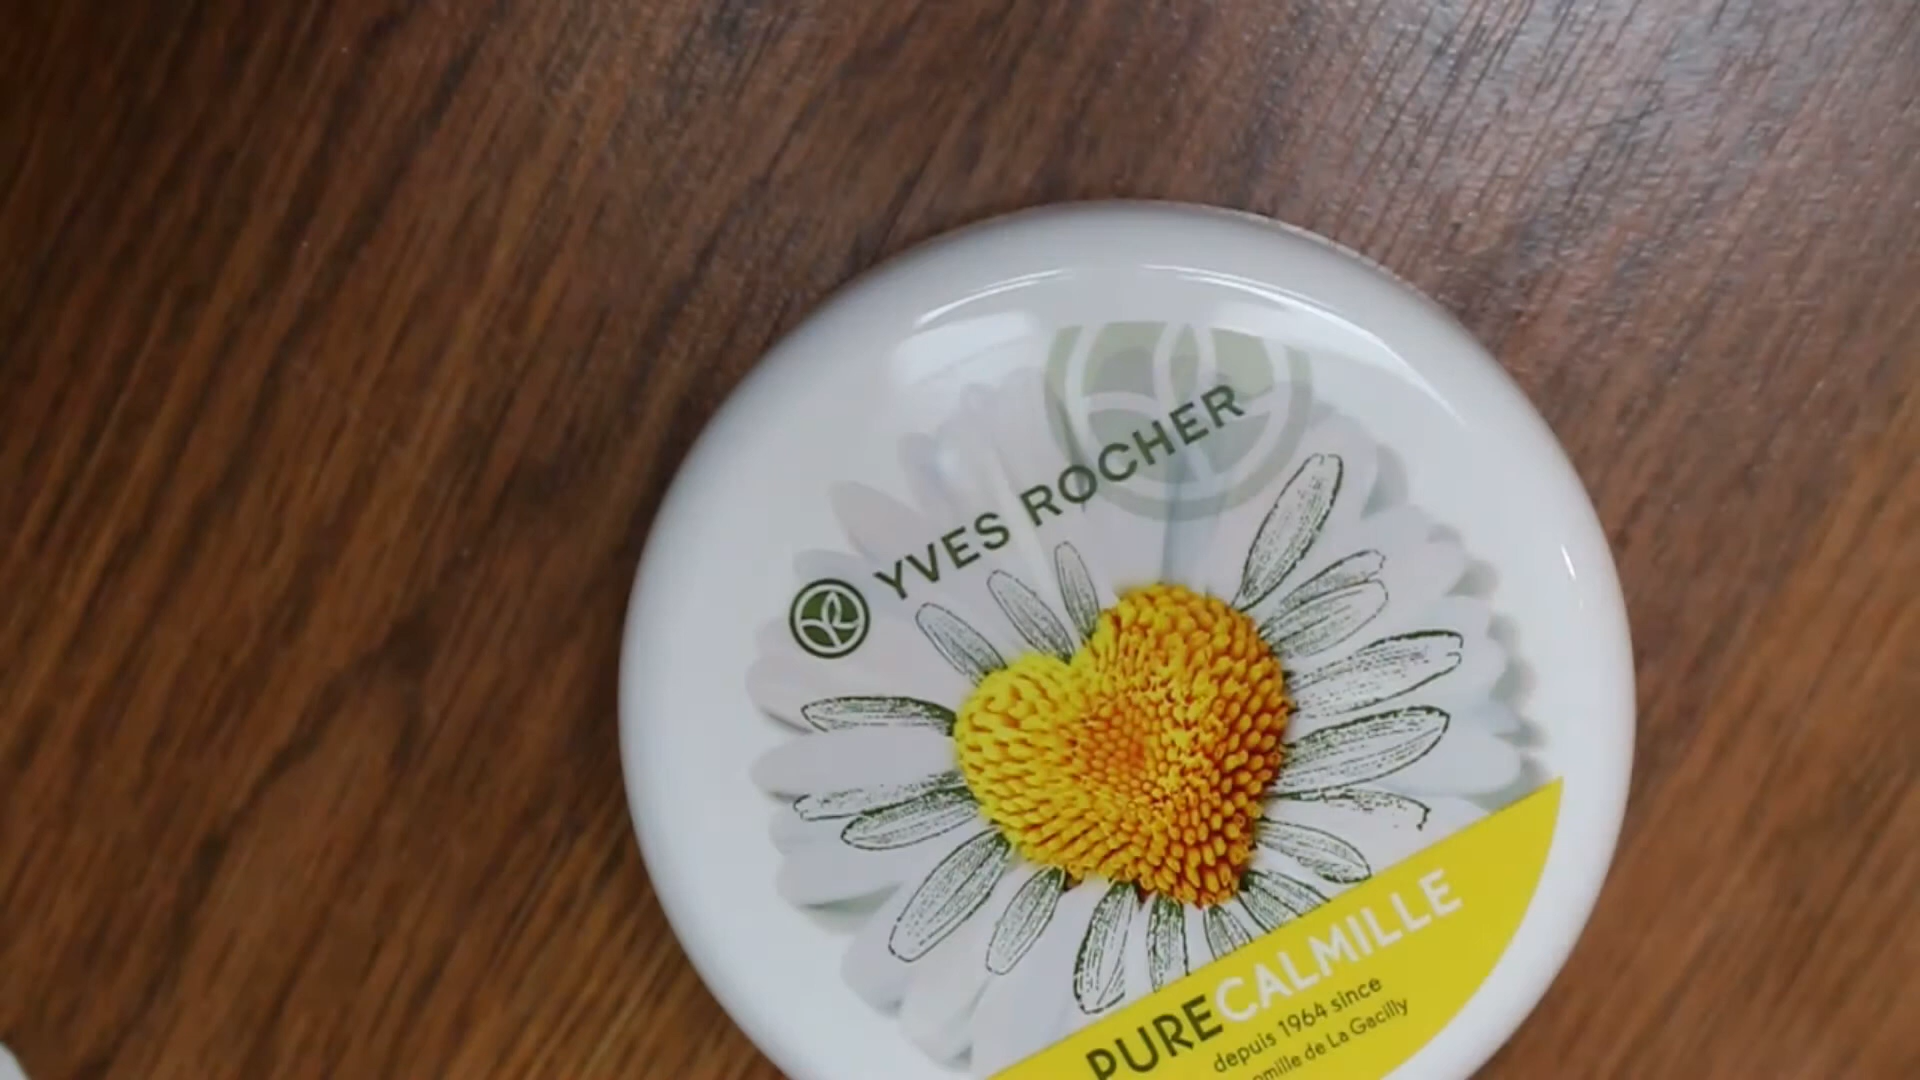 YVES ROCHER
PURECALMILLE
depuis 1964 since
de La Gacilly